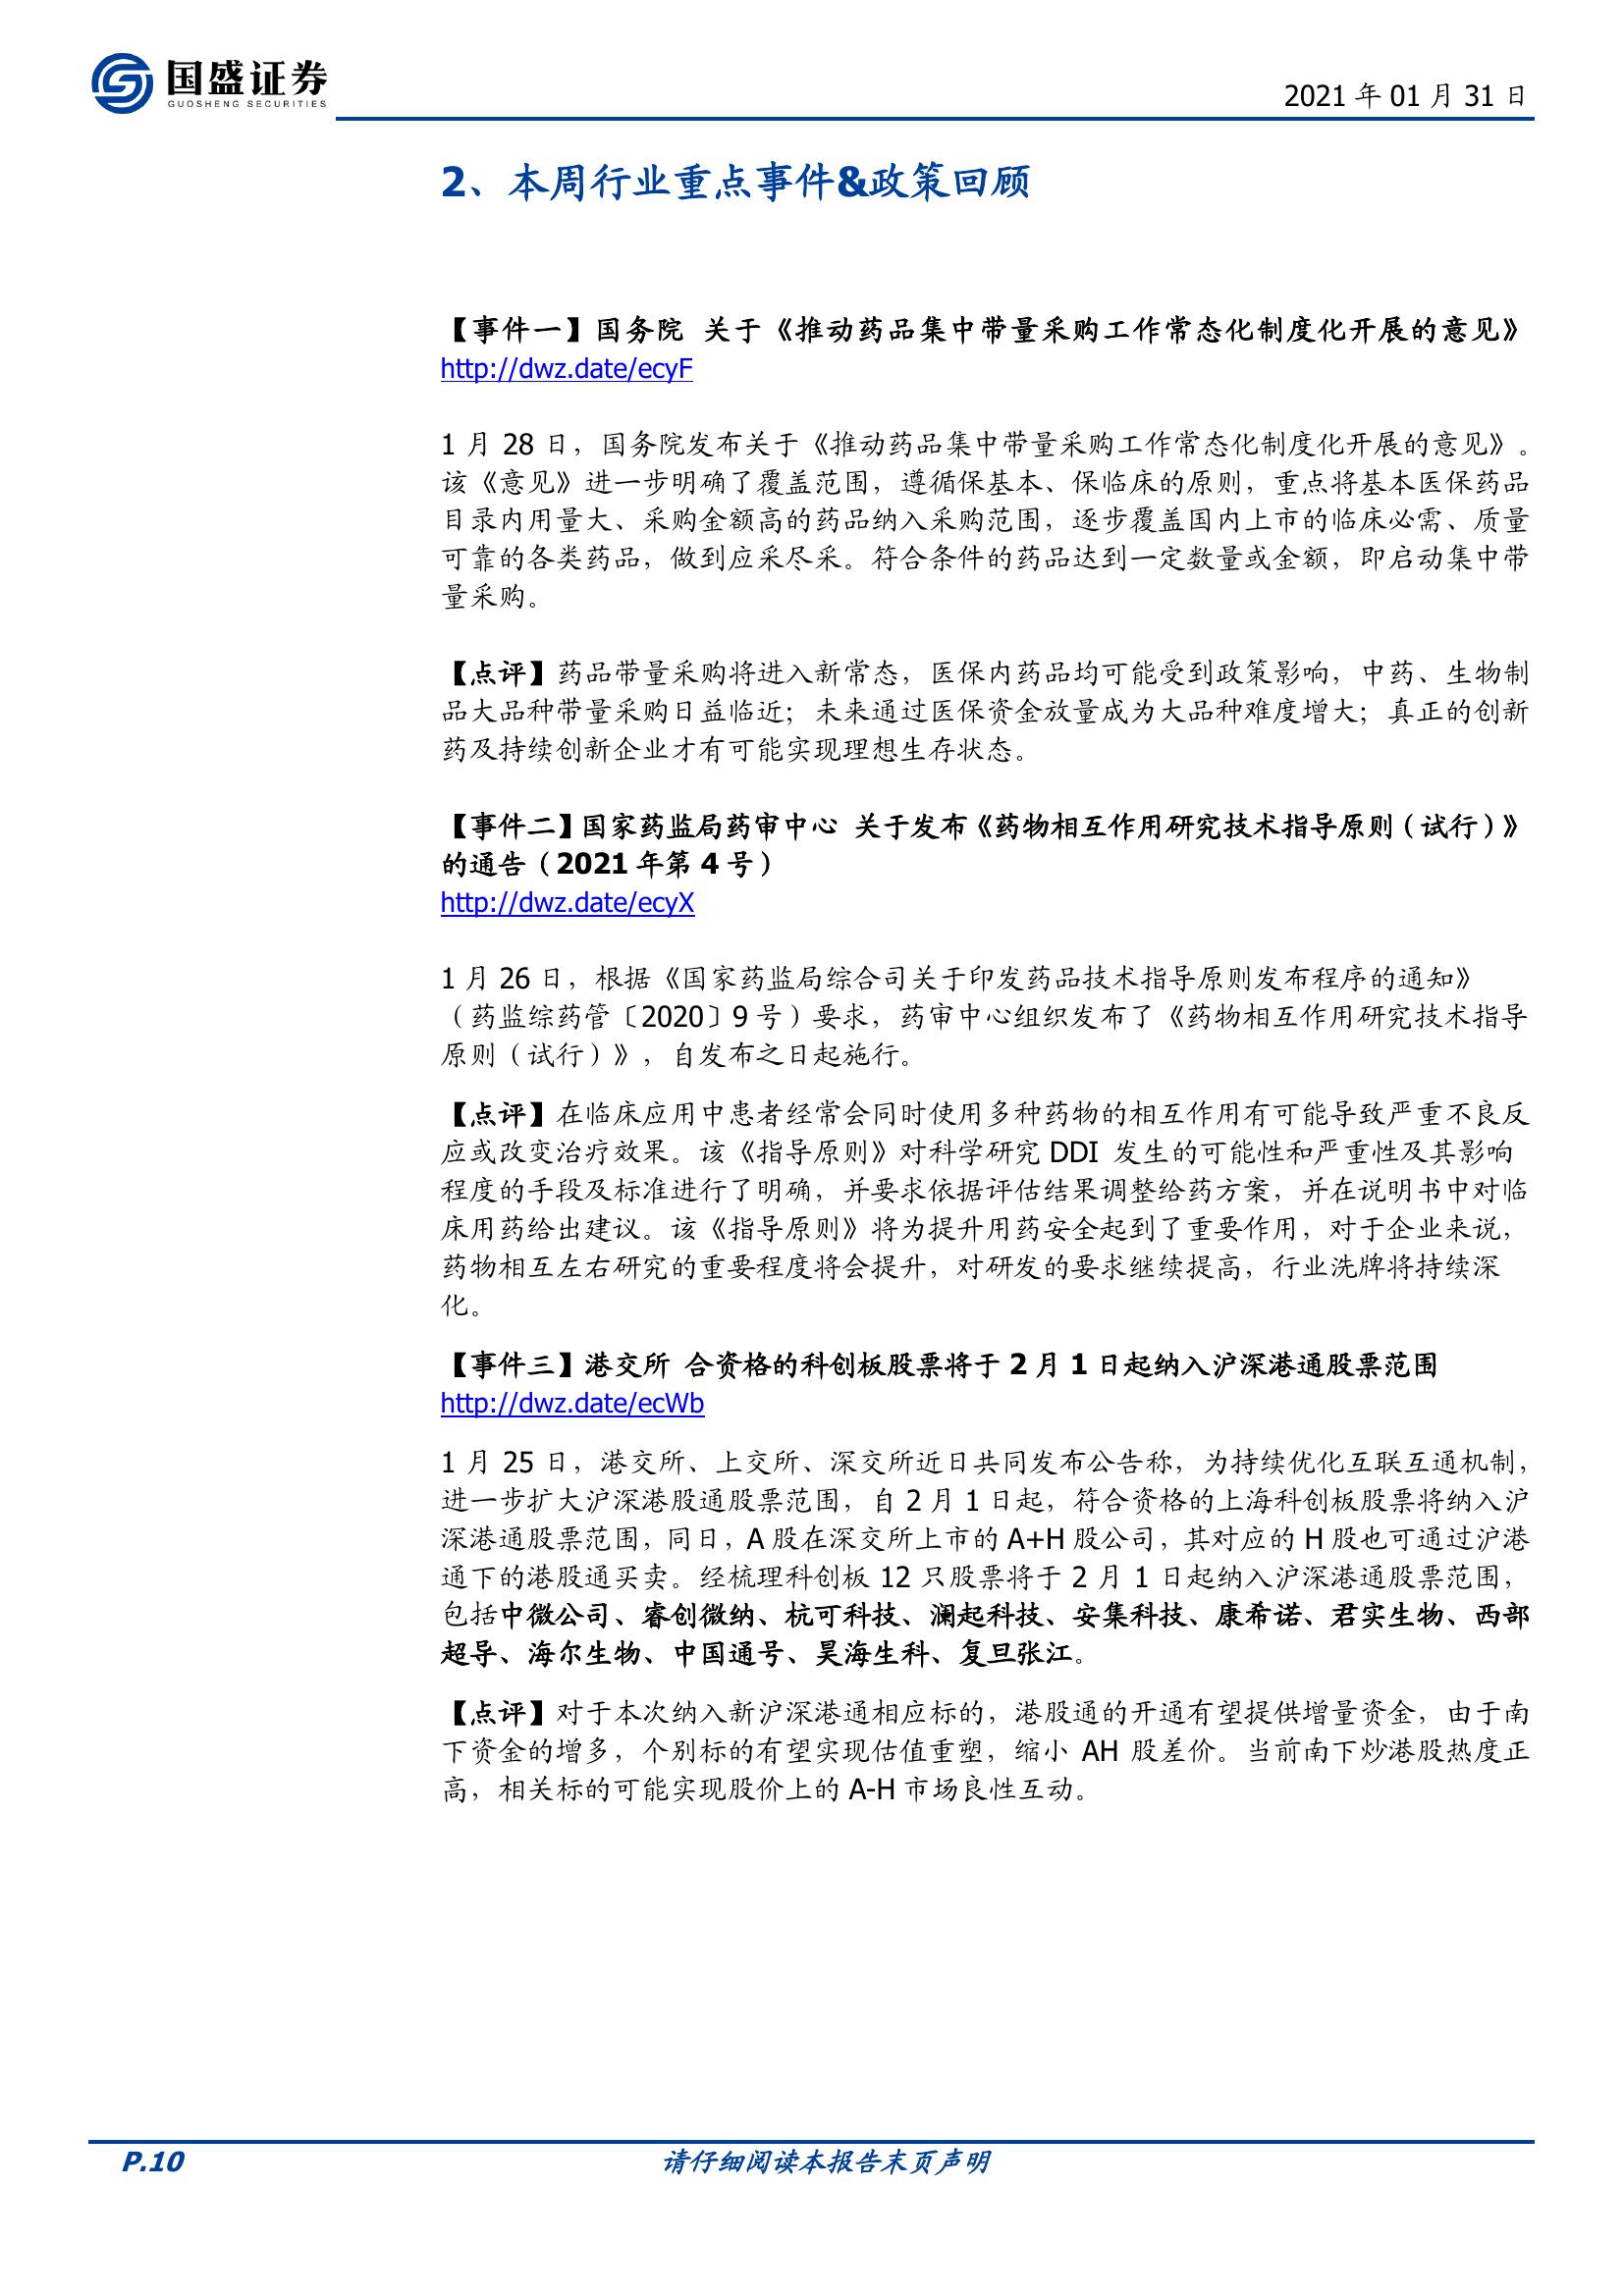 国盛证券
GUOSHENG SECURITIES
2021 年 01 月 31 日
2、本周行业重点事件&政策回顾
【事件一】国务院 关于《推动药品集中带量采购工作常态化制度化开展的意见》
http://dwz.date/ecyF
1 月 28 日，国务院发布关于《推动药品集中带量采购工作常态化制度化开展的意见》。
该《意见》进一步明确了覆盖范围，遵循保基本、保临床的原则，重点将基本医保药品
目录内用量大、采购金额高的药品纳入采购范围，逐步覆盖国内上市的临床必需、质量
可靠的各类药品，做到应采尽采。符合条件的药品达到一定数量或金额，即启动集中带
量采购。
【点评】药品带量采购将进入新常态，医保内药品均可能受到政策影响，中药、生物制
品大品种带量采购日益临近；未来通过医保资金放量成为大品种难度增大；真正的创新
药及持续创新企业才有可能实现理想生存状态。
【事件二】国家药监局药审中心 关于发布《药物相互作用研究技术指导原则（试行）》
的通告（2021 年第 4 号）
http://dwz.date/ecyX
1 月 26 日，根据《国家药监局综合司关于印发药品技术指导原则发布程序的通知》
（药监综药管〔2020〕9 号）要求，药审中心组织发布了《药物相互作用研究技术指导
原则（试行）》，自发布之日起施行。
【点评】在临床应用中患者经常会同时使用多种药物的相互作用有可能导致严重不良反
应或改变治疗效果。该《指导原则》对科学研究 DDI 发生的可能性和严重性及其影响
程度的手段及标准进行了明确，并要求依据评估结果调整给药方案，并在说明书中对临
床用药给出建议。该《指导原则》将为提升用药安全起到了重要作用，对于企业来说，
药物相互左右研究的重要程度将会提升，对研发的要求继续提高，行业洗牌将持续深
化。
【事件三】港交所 合资格的科创板股票将于 2 月 1 日起纳入沪深港通股票范围
http://dwz.date/ecWb
1 月 25 日，港交所、上交所、深交所近日共同发布公告称，为持续优化互联互通机制，
进一步扩大沪深港股通股票范围，自 2 月 1 日起，符合资格的上海科创板股票将纳入沪
深港通股票范围，同日，A 股在深交所上市的 A+H 股公司，其对应的 H 股也可通过沪港
通下的港股通买卖。经梳理科创板 12 只股票将于 2 月 1 日起纳入沪深港通股票范围，
包括中微公司、睿创微纳、杭可科技、澜起科技、安集科技、康希诺、君实生物、西部
超导、海尔生物、中国通号、昊海生科、复旦张江。
【点评】对于本次纳入新沪深港通相应标的，港股通的开通有望提供增量资金，由于南
下资金的增多，个别标的有望实现估值重塑，缩小 AH 股差价。当前南下炒港股热度正
高，相关标的可能实现股价上的 A-H 市场良性互动。
P.10
请仔细阅读本报告末页声明